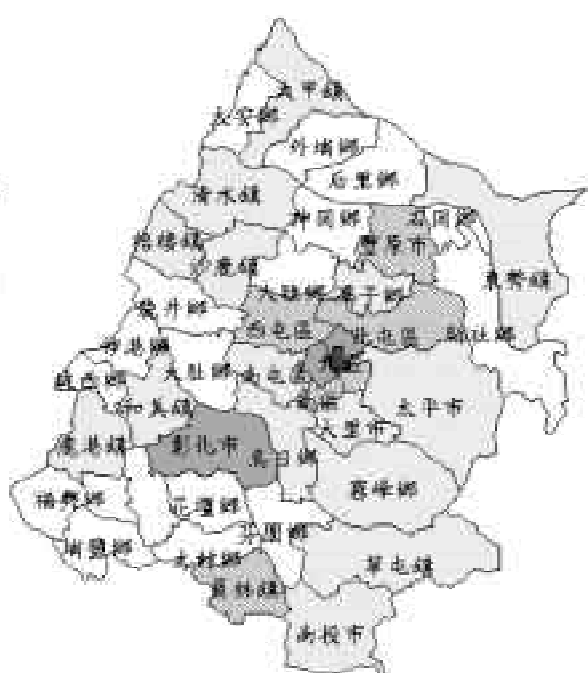 大甲鎮
大安鄉
外埔鄉
后里鄉
清水鎮
神岡鄉
石岡鄉
豐原市
梧棲鎮
沙鹿鎮
東勢鎮
大雅鄉
潭子鄉
龍井鄉
西屯區
北屯區
新社鄉
伸港鄉
大肚鄉
南屯區
線西鄉
和美鎮
太平市
大里市
鹿港鎮
彰化市
烏日鄉
霧峰鄉
福興鄉
花壇鄉
芬園鄉
秀水鄉
大村鄉
草屯鎮
員林鎮
南投市